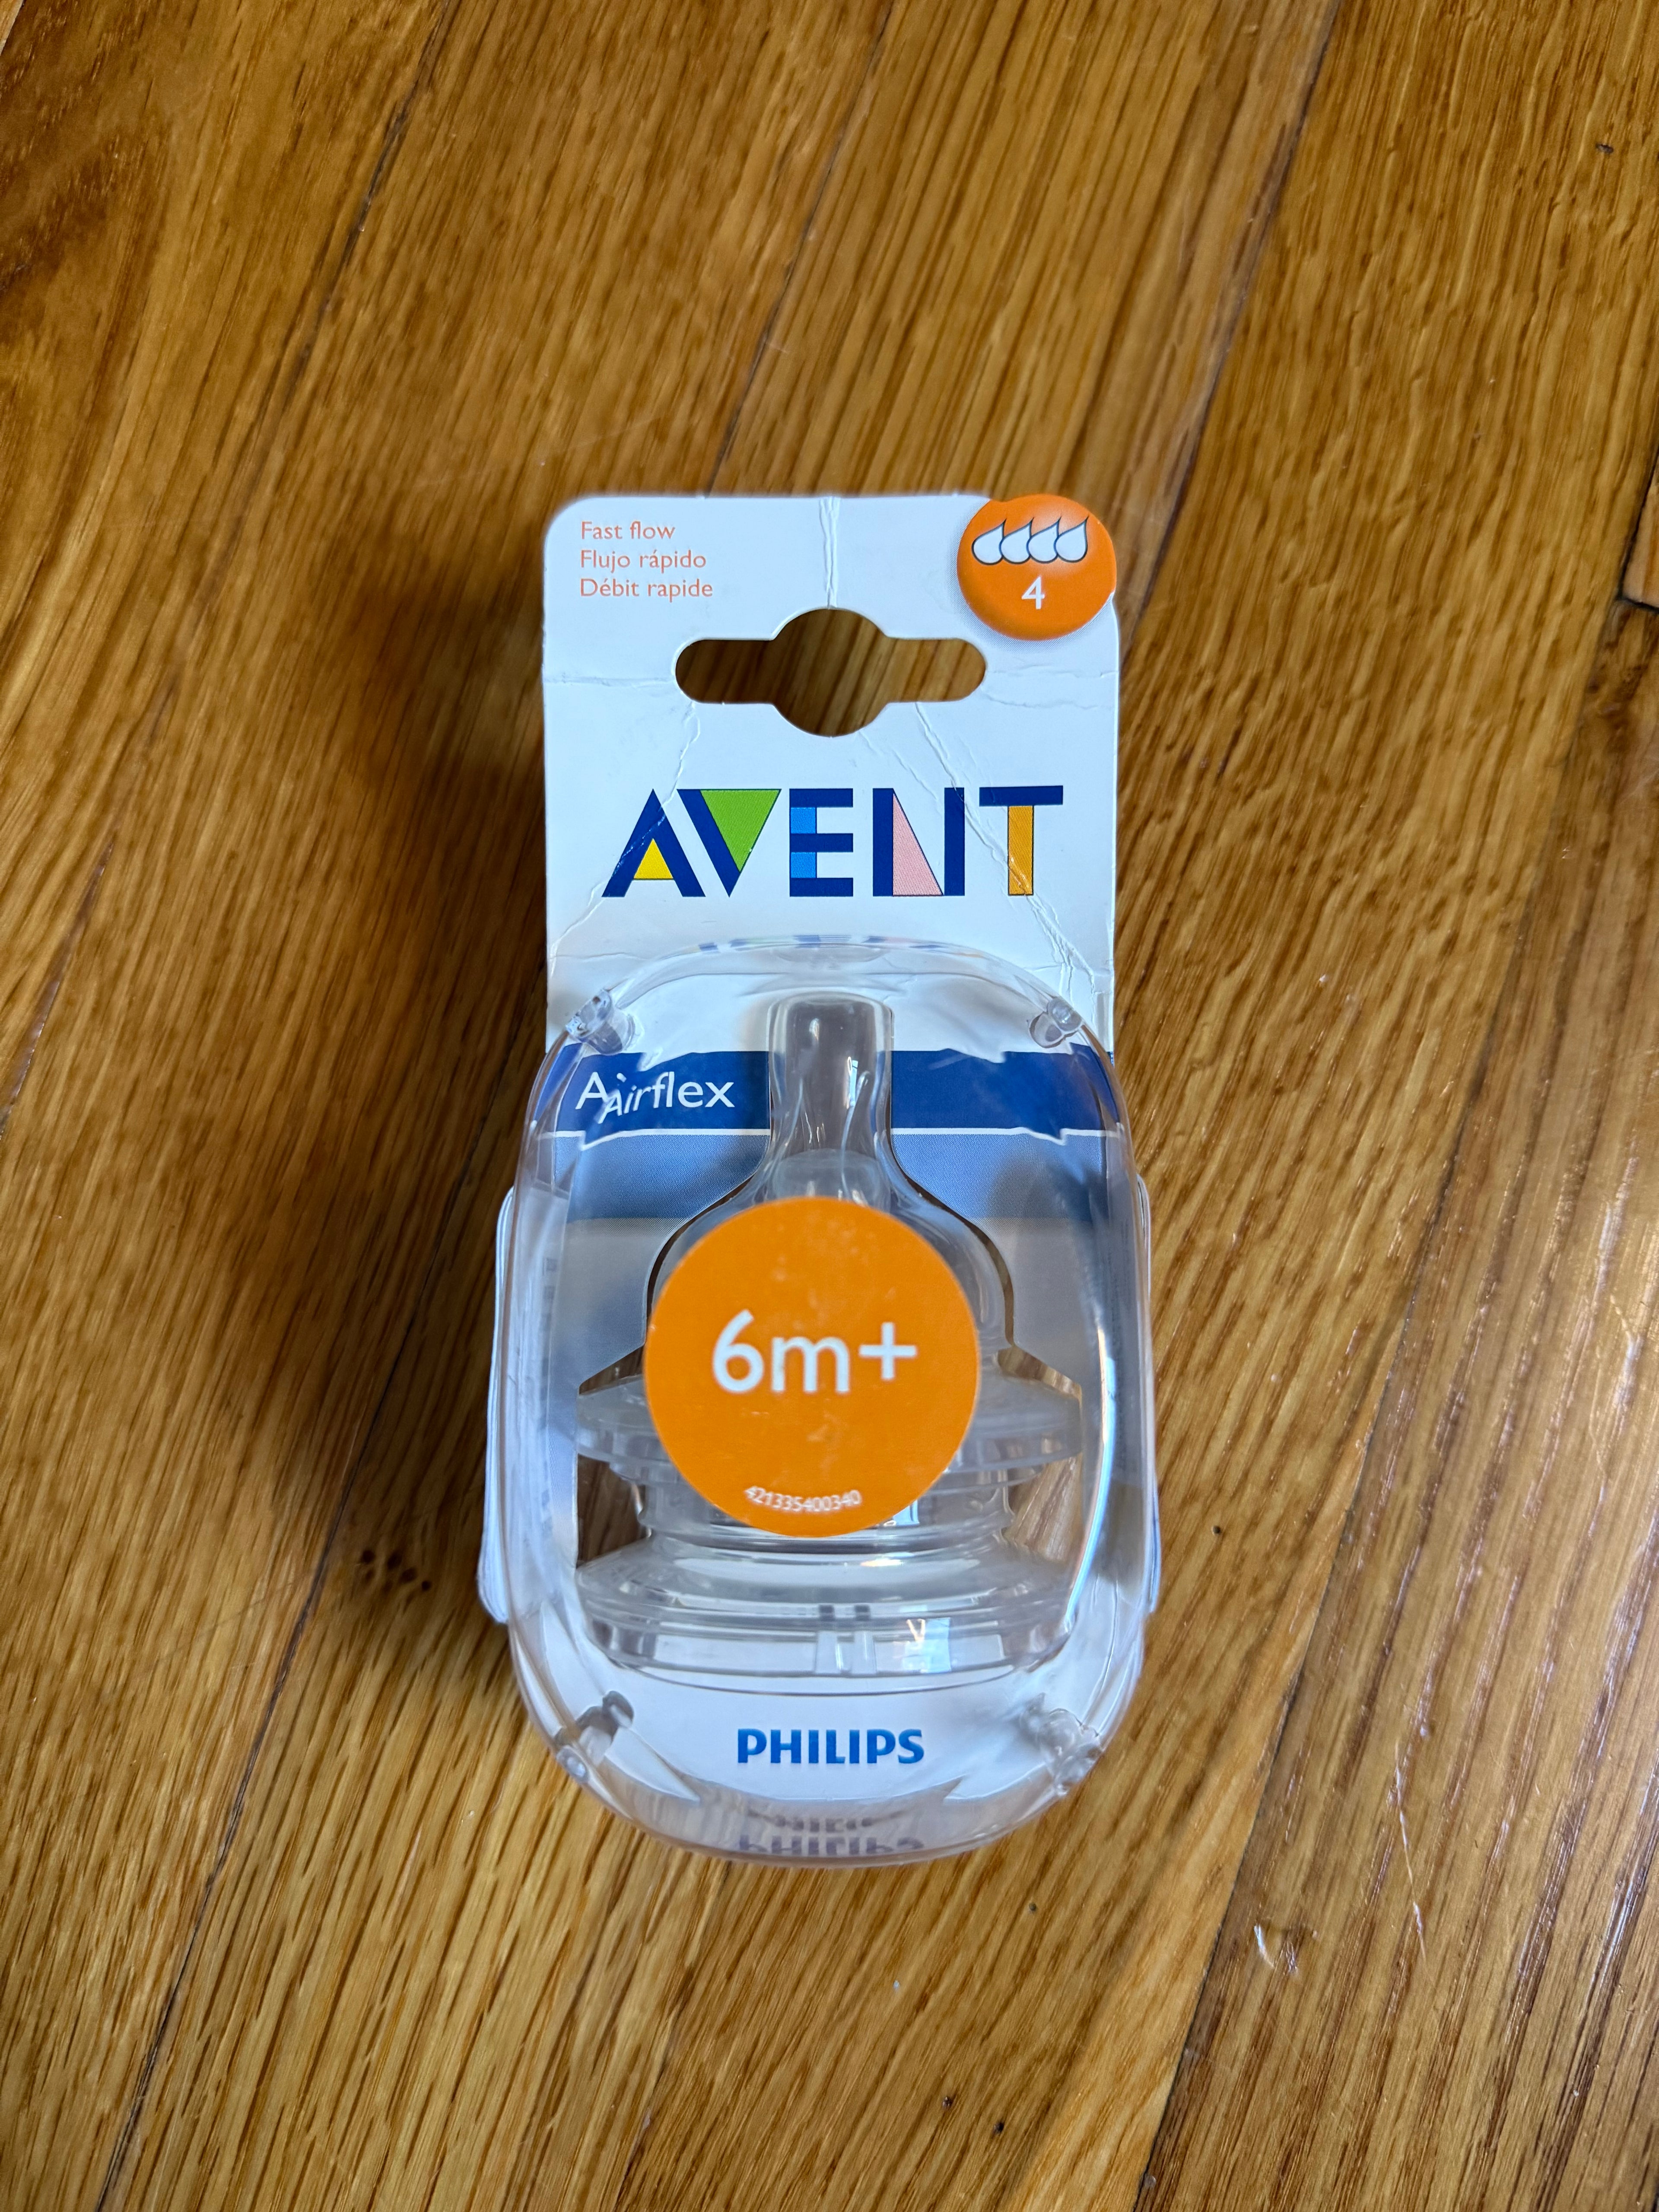 Fast flow
Flujo rápido
Débit rapide
4
AVENT
Airflex
6m+
421335400340
PHILIPS